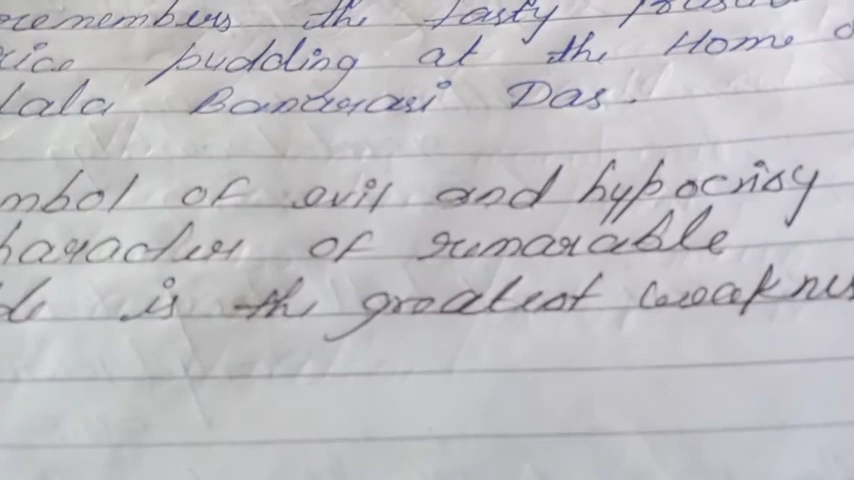 remembers the tasty
rice pudding at the Home
Lala Banarasi Das.
mbol of evil and hypocrisy
haracter of remarable
is the greatest weaknes